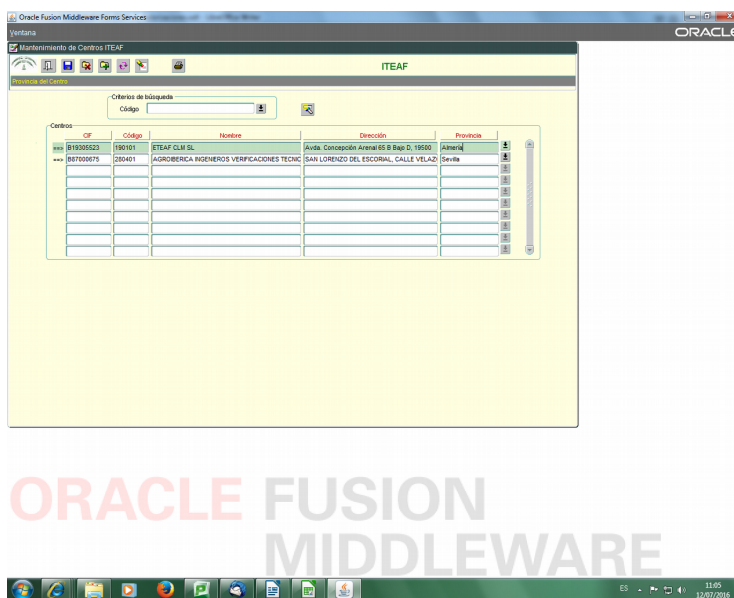 Oracle Fusion Middleware Forms Services
Ventana
ORACLE
Mantenimiento de Centros ITEAF
ITEAF
Provincia del Centro
Criterios de búsqueda
Código
Centros
CIF Código Nombre Dirección Provincia
==> B19305523 190101 ETEAF CLM SL Avda. Concepción Arenal 65 B Bajo D, 19500 Almería
==> B87000675 280401 AGROIBERICA INGENIEROS VERIFICACIONES TECNIC SAN LORENZO DEL ESCORIAL, CALLE VELAZ Sevilla
ORACLE FUSION
MIDDLEWARE
ES
11:05
12/07/2016